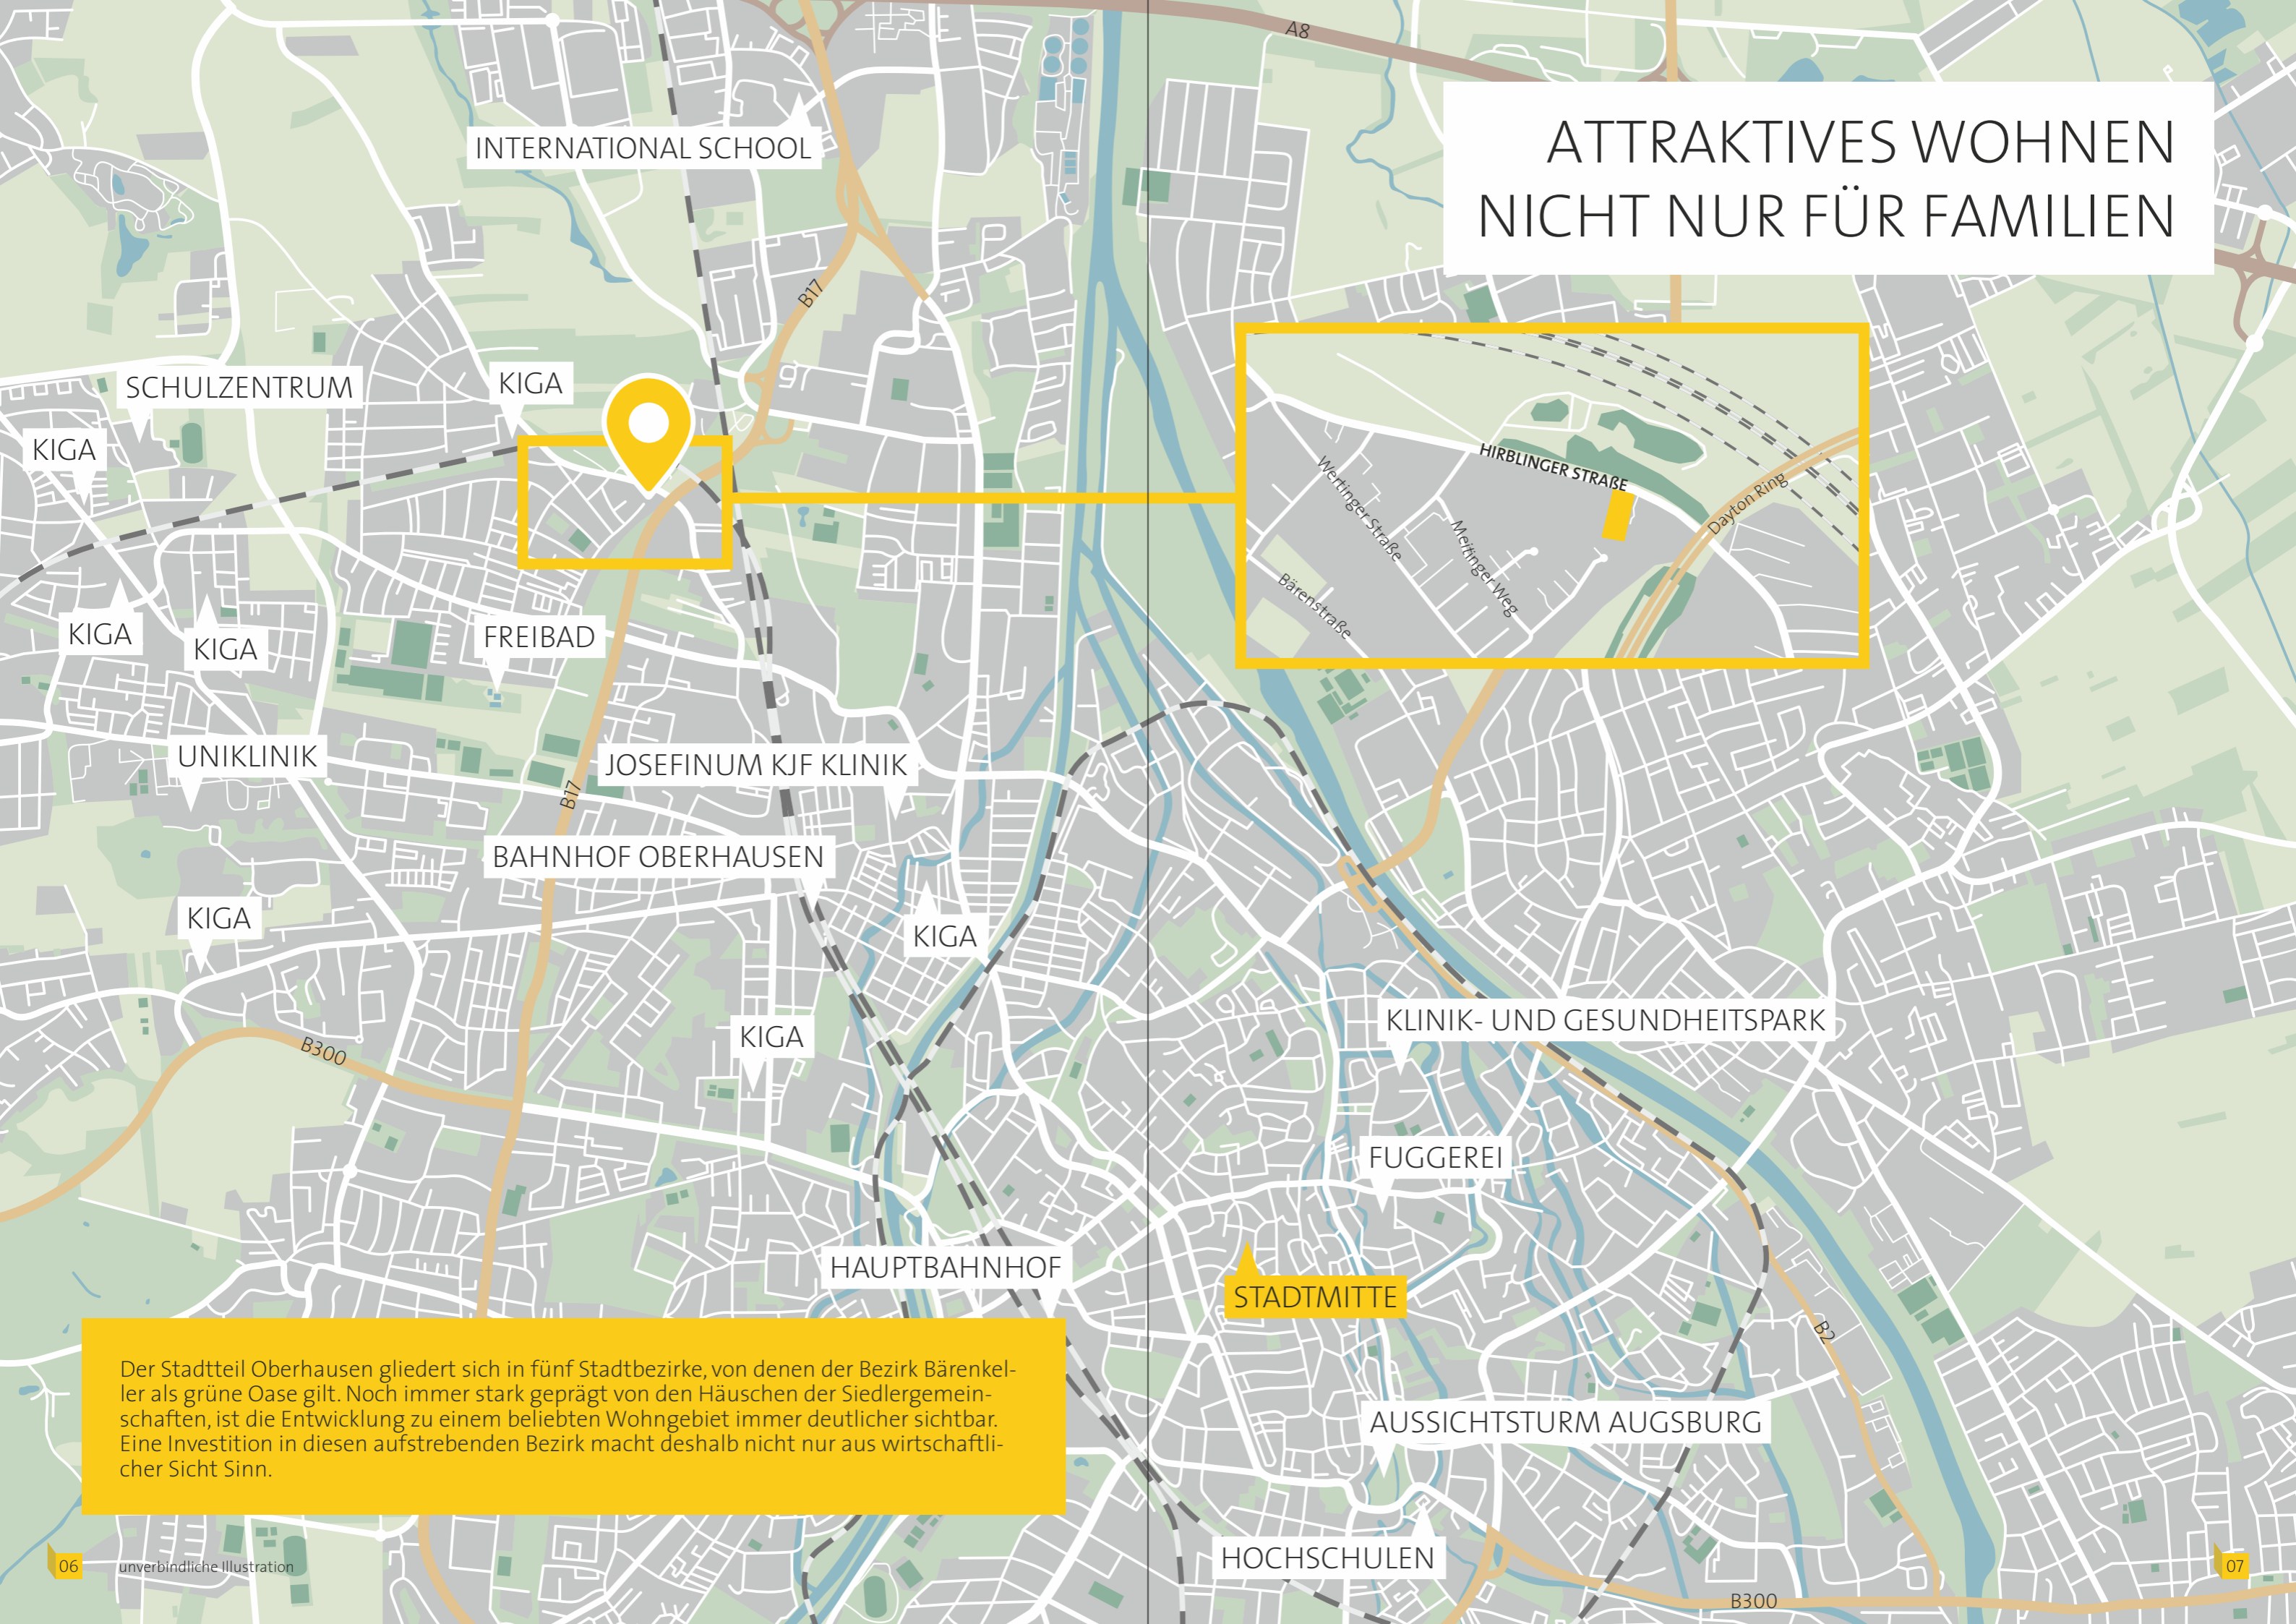 A8
ATTRAKTIVES WOHNEN
NICHT NUR FÜR FAMILIEN
INTERNATIONAL SCHOOL
B17
SCHULZENTRUM
KIGA
KIGA
HIRBLINGER STRAßE
Wertinger Straße
Meitinger Weg
Dayton Ring
Bärenstraße
KIGA
KIGA
FREIBAD
UNIKLINIK
JOSEFINUM KJF KLINIK
B17
BAHNHOF OBERHAUSEN
KIGA
KIGA
KLINIK- UND GESUNDHEITSPARK
KIGA
B300
FUGGEREI
HAUPTBAHNHOF
STADTMITTE
B2
Der Stadtteil Oberhausen gliedert sich in fünf Stadtbezirke, von denen der Bezirk Bärenkel-
ler als grüne Oase gilt. Noch immer stark geprägt von den Häuschen der Siedlergemein-
schaften, ist die Entwicklung zu einem beliebten Wohngebiet immer deutlicher sichtbar.
Eine Investition in diesen aufstrebenden Bezirk macht deshalb nicht nur aus wirtschaftli-
cher Sicht Sinn.
AUSSICHTSTURM AUGSBURG
HOCHSCHULEN
B300
06
unverbindliche Illustration
07